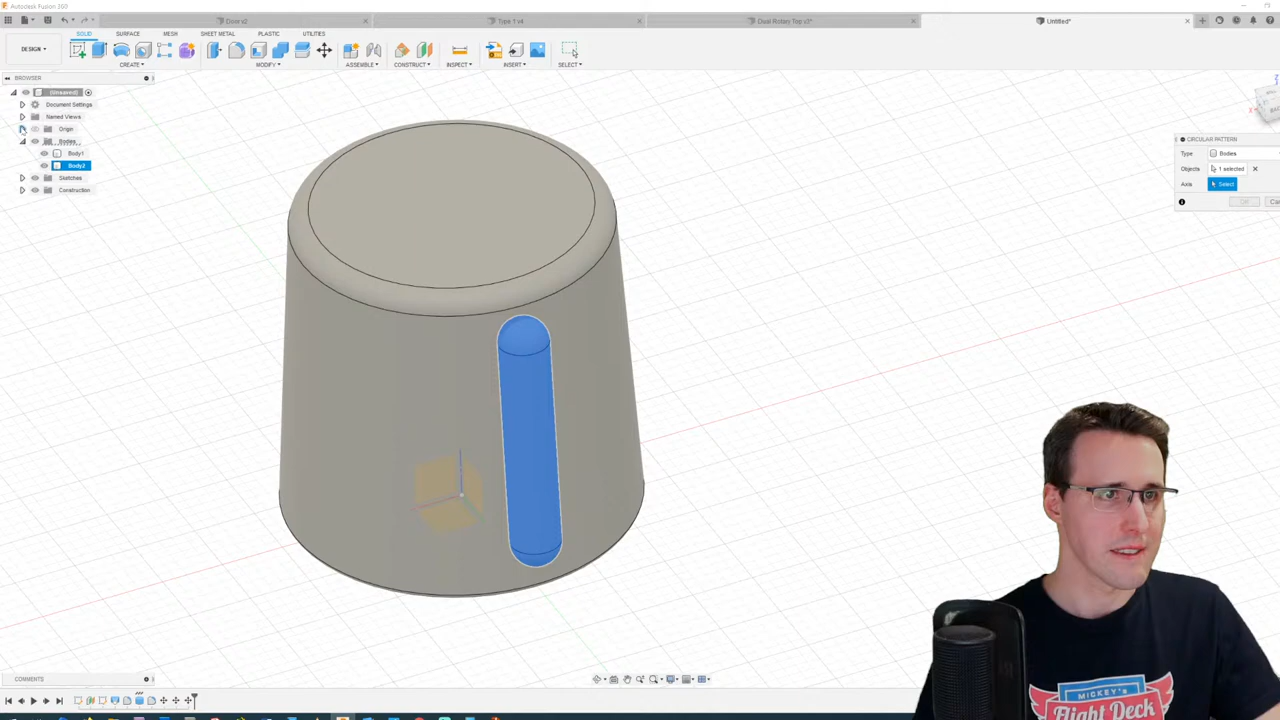 Autodesk Fusion 360
Door v2
Type 1 v4
Dual Rotary Top v3*
Untitled*
DESIGN
SOLID
SURFACE
MESH
SHEET METAL
PLASTIC
UTILITIES
CREATE
MODIFY
ASSEMBLE
CONSTRUCT
INSPECT
INSERT
SELECT
BROWSER
(Unsaved)
Document Settings
Named Views
Origin
Bodies
Body1
Body2
Sketches
Construction
CIRCULAR PATTERN
Type
Bodies
Objects
1 selected
Axis
Select
OK
MICKEY'S
Flight Deck
COMMENTS